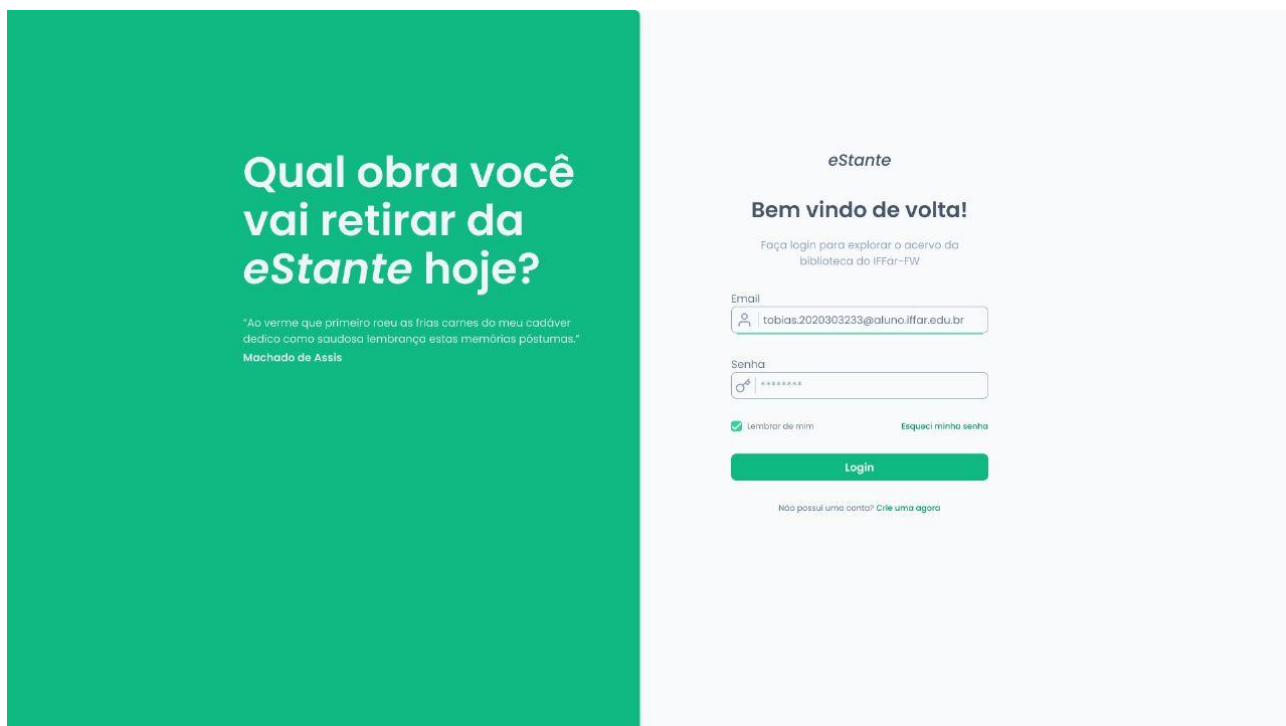 Qual obra você
vai retirar da
eStante hoje?
"Ao verme que primeiro roeu as frias carnes do meu cadáver
dedico como saudosa lembrança estas memórias póstumas."
Machado de Assis
eStante
Bem vindo de volta!
Faça login para explorar o acervo da
biblioteca do IFFar-FW
Email
tobias.2020303233@aluno.iffar.edu.br
Senha
********
Lembrar de mim
Esqueci minha senha
Login
Não possui uma conta? Crie uma agora